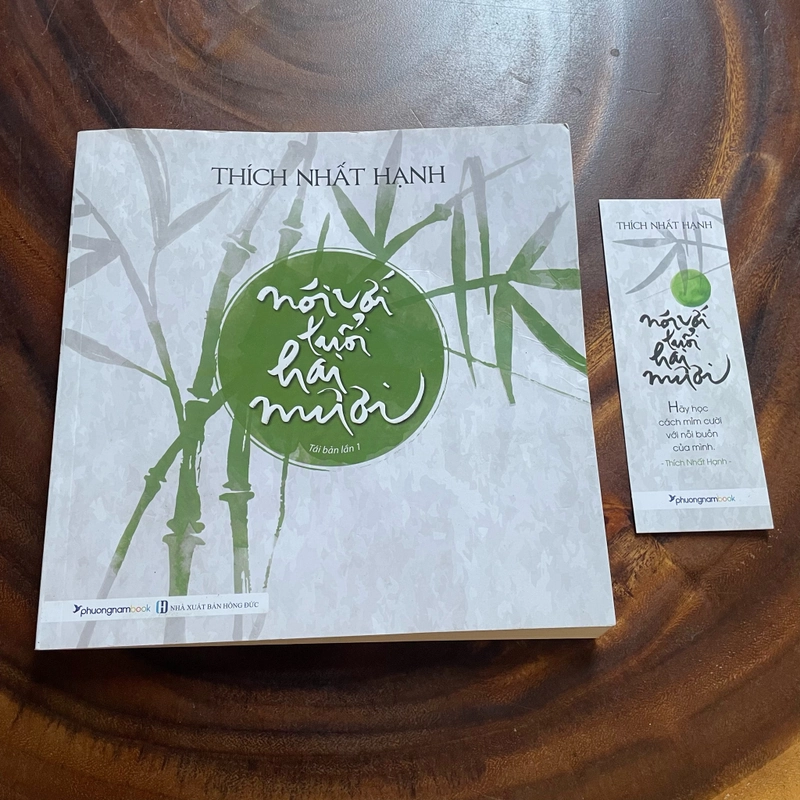 THÍCH NHẤT HẠNH
nói với
tuổi
hai
mươi
Tái bản lần 1
phuongnambook
NHÀ XUẤT BẢN HỒNG ĐỨC
THÍCH NHẤT HẠNH
nói với
tuổi
hai
mươi
Hãy học
cách mỉm cười
với nỗi buồn
của mình.
- Thích Nhất Hạnh -
phuongnambook